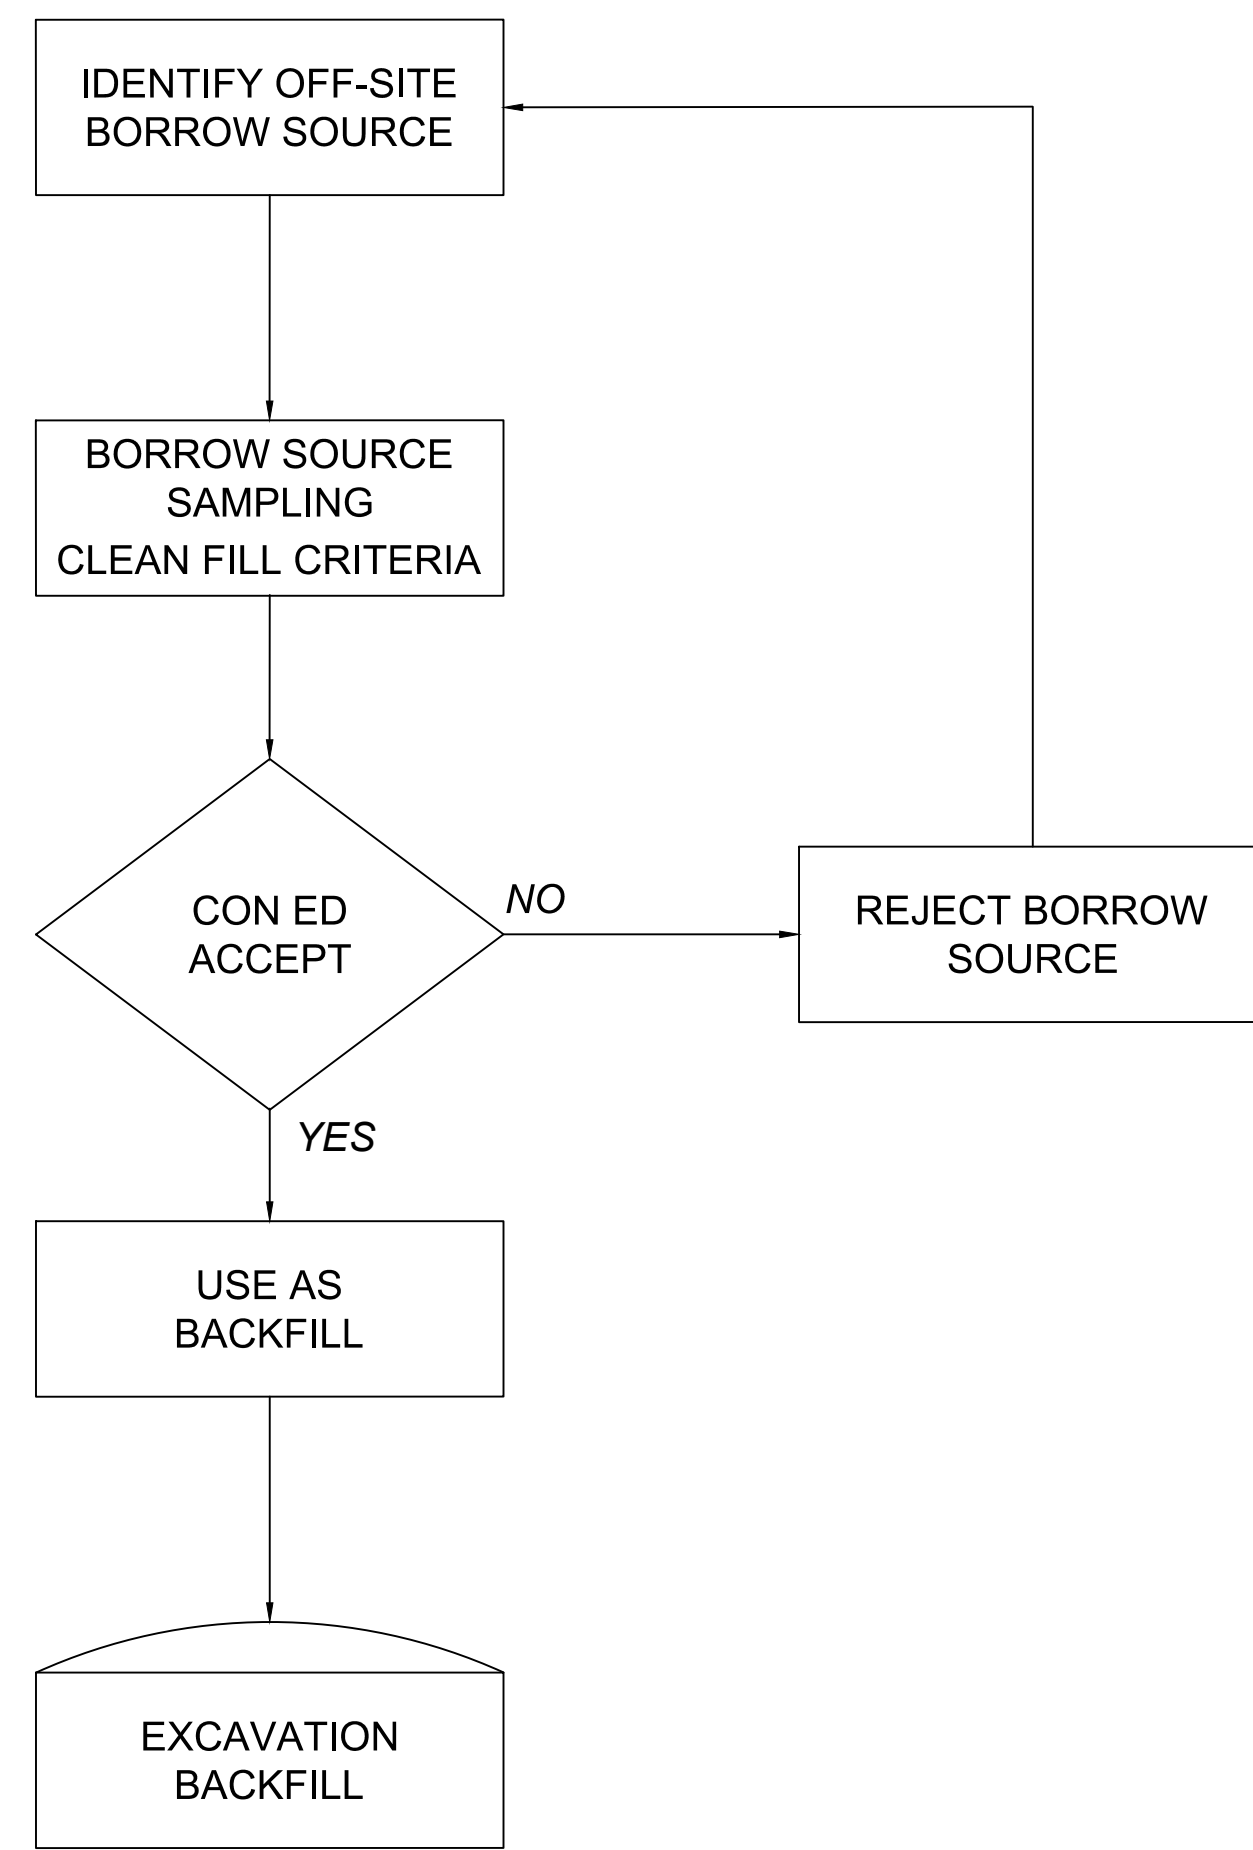 IDENTIFY OFF-SITE
BORROW SOURCE
BORROW SOURCE
SAMPLING
CLEAN FILL CRITERIA
CON ED
ACCEPT
NO
REJECT BORROW
SOURCE
YES
USE AS
BACKFILL
EXCAVATION
BACKFILL